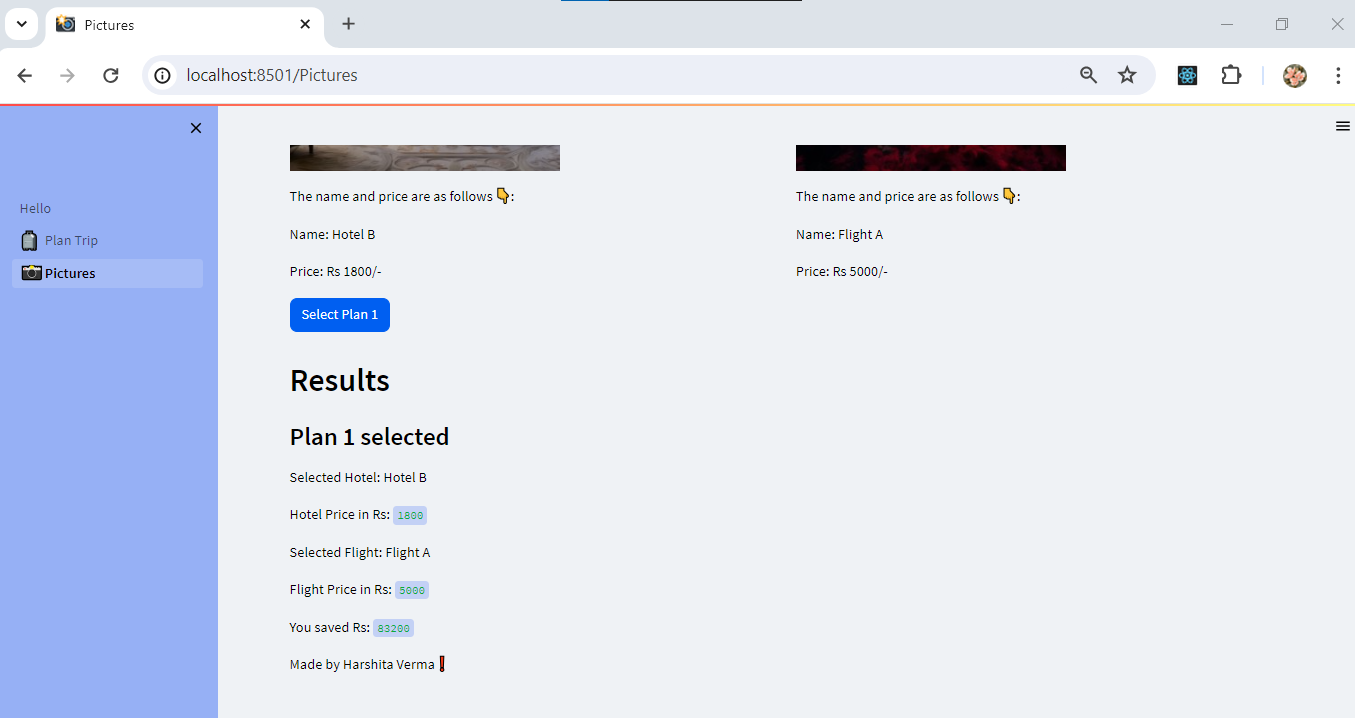 Pictures
localhost:8501/Pictures
Hello
Plan Trip
Pictures
The name and price are as follows 👇:
Name: Hotel B
Price: Rs 1800/-
The name and price are as follows 👇:
Name: Flight A
Price: Rs 5000/-
Select Plan 1
Results
Plan 1 selected
Selected Hotel: Hotel B
Hotel Price in Rs: 1800
Selected Flight: Flight A
Flight Price in Rs: 5000
You saved Rs: 83200
Made by Harshita Verma❗